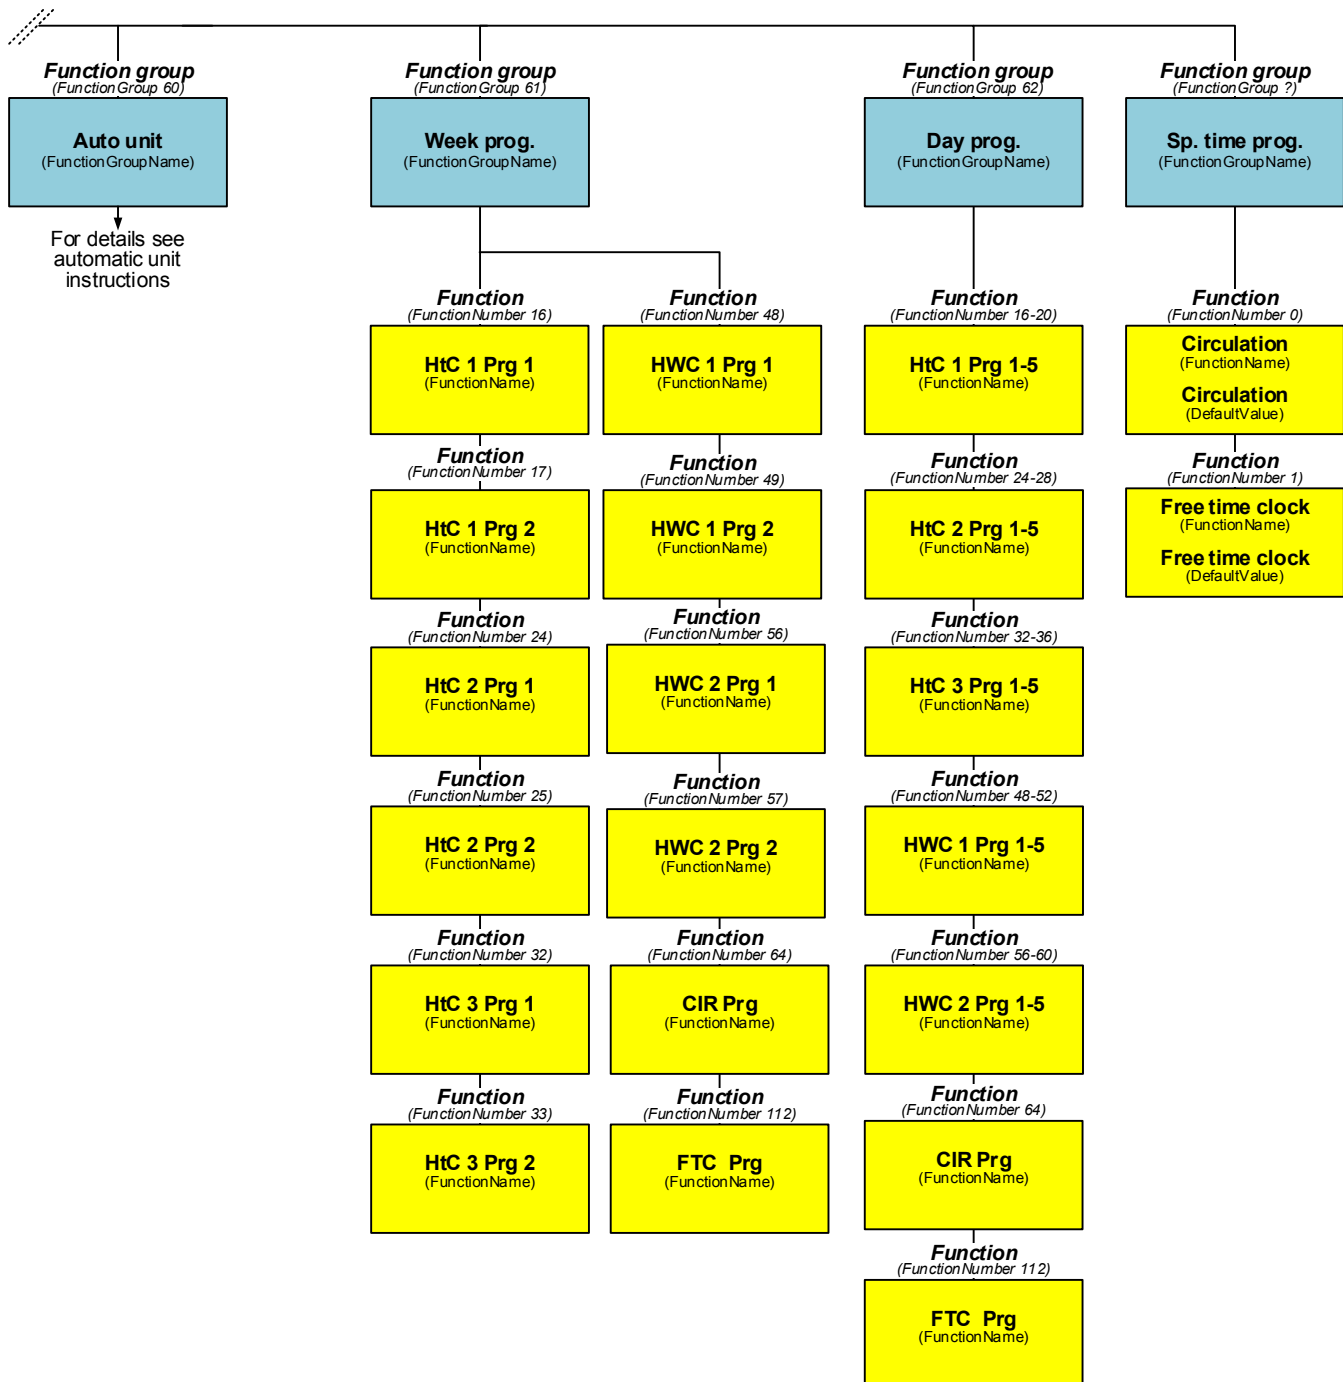 Function group
(FunctionGroup 60)
Auto unit
(FunctionGroupName)
For details see
automatic unit
instructions
Function group
(FunctionGroup 61)
Week prog.
(FunctionGroupName)
Function
(FunctionNumber 16)
HtC 1 Prg 1
(FunctionName)
Function
(FunctionNumber 17)
HtC 1 Prg 2
(FunctionName)
Function
(FunctionNumber 24)
HtC 2 Prg 1
(FunctionName)
Function
(FunctionNumber 25)
HtC 2 Prg 2
(FunctionName)
Function
(FunctionNumber 32)
HtC 3 Prg 1
(FunctionName)
Function
(FunctionNumber 33)
HtC 3 Prg 2
(FunctionName)
Function
(FunctionNumber 48)
HWC 1 Prg 1
(FunctionName)
Function
(FunctionNumber 49)
HWC 1 Prg 2
(FunctionName)
Function
(FunctionNumber 56)
HWC 2 Prg 1
(FunctionName)
Function
(FunctionNumber 57)
HWC 2 Prg 2
(FunctionName)
Function
(FunctionNumber 64)
CIR Prg
(FunctionName)
Function
(FunctionNumber 112)
FTC Prg
(FunctionName)
Function group
(FunctionGroup 62)
Day prog.
(FunctionGroupName)
Function
(FunctionNumber 16-20)
HtC 1 Prg 1-5
(FunctionName)
Function
(FunctionNumber 24-28)
HtC 2 Prg 1-5
(FunctionName)
Function
(FunctionNumber 32-36)
HtC 3 Prg 1-5
(FunctionName)
Function
(FunctionNumber 48-52)
HWC 1 Prg 1-5
(FunctionName)
Function
(FunctionNumber 56-60)
HWC 2 Prg 1-5
(FunctionName)
Function
(FunctionNumber 64)
CIR Prg
(FunctionName)
Function
(FunctionNumber 112)
FTC Prg
(FunctionName)
Function group
(FunctionGroup ?)
Sp. time prog.
(FunctionGroupName)
Function
(FunctionNumber 0)
Circulation
(FunctionName)
Circulation
(DefaultValue)
Function
(FunctionNumber 1)
Free time clock
(FunctionName)
Free time clock
(DefaultValue)